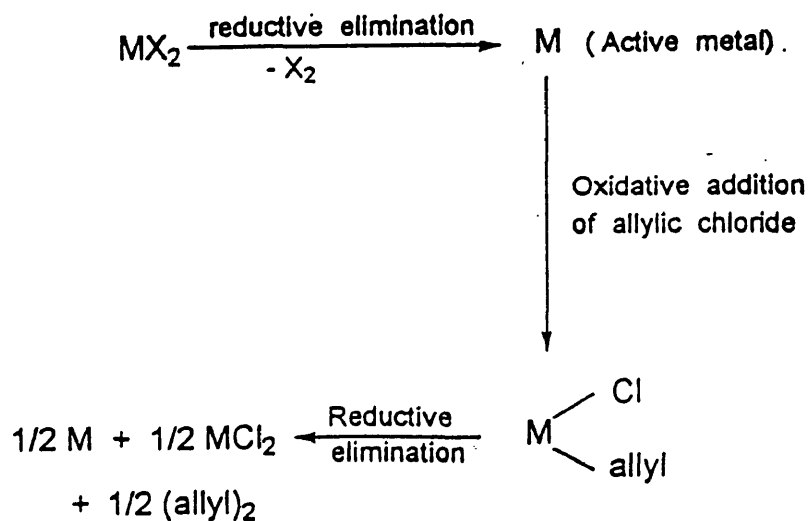 MX₂ reductive elimination M (Active metal).
- X₂
Oxidative addition
of allylic chloride
Cl
1/2 M + 1/2 MCl₂ Reductive M
elimination
allyl
+ 1/2 (allyl)₂